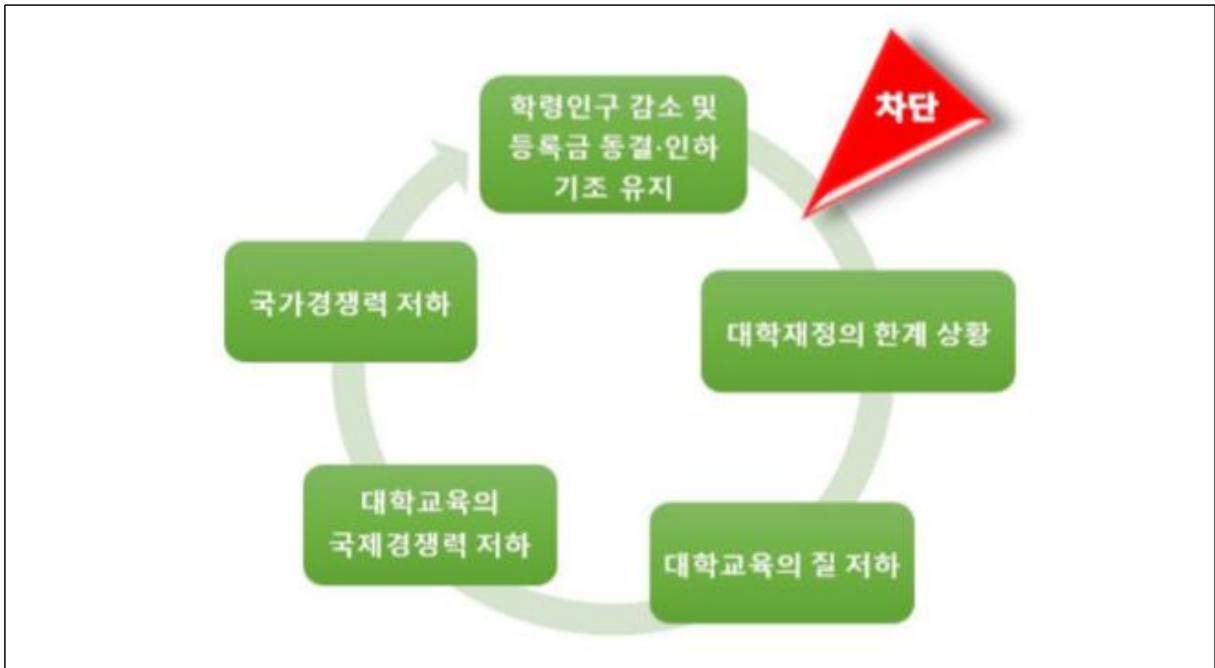 학령인구 감소 및
등록금 동결·인하
기조 유지
차단
대학재정의 한계 상황
대학교육의 질 저하
대학교육의
국제경쟁력 저하
국가경쟁력 저하